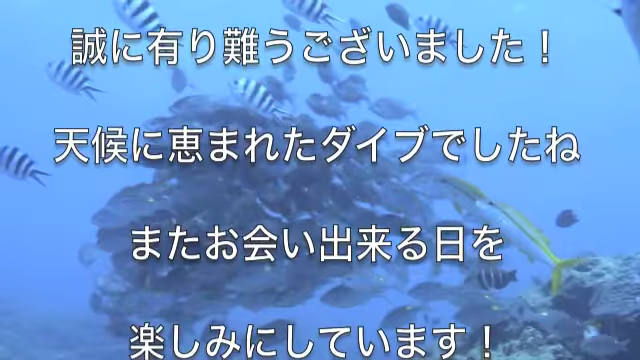 誠に有り難うございました！
天候に恵まれたダイブでしたね
またお会い出来る日を
楽しみにしています！